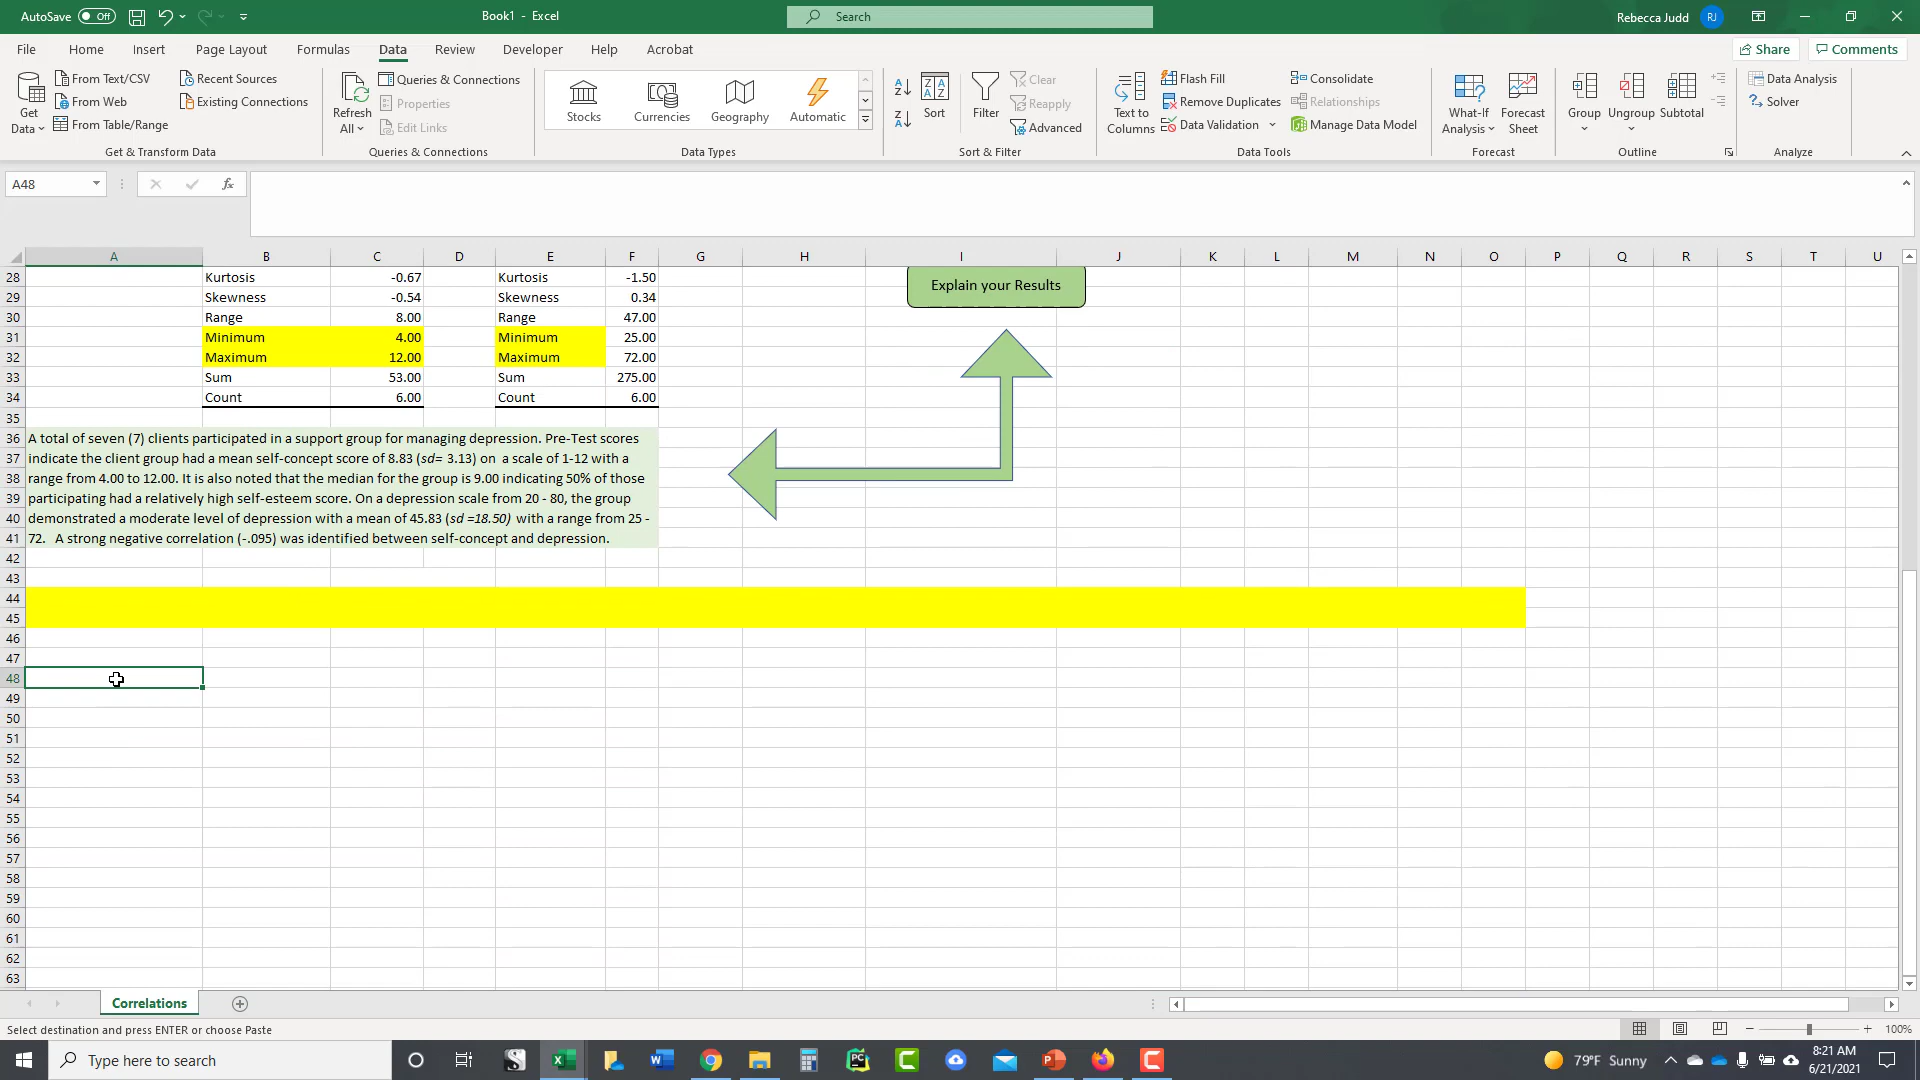 AutoSave Off Book1 - Excel Search Rebecca Judd RJ
File Home Insert Page Layout Formulas Data Review Developer Help Acrobat Share Comments
Get Data
From Text/CSV
From Web
From Table/Range
Recent Sources
Existing Connections
Get & Transform Data
Refresh All
Queries & Connections
Properties
Edit Links
Queries & Connections
Stocks Currencies Geography Automatic
Data Types
Sort
Filter
Clear
Reapply
Advanced
Sort & Filter
Text to Columns
Flash Fill
Remove Duplicates
Data Validation
Consolidate
Relationships
Manage Data Model
Data Tools
What-If Analysis
Forecast Sheet
Forecast
Group Ungroup Subtotal
Outline
Data Analysis
Solver
Analyze
A48 fx
A B C D E F G H I J K L M N O P Q R S T U
28 Kurtosis -0.67 Kurtosis -1.50
Explain your Results
29 Skewness -0.54 Skewness 0.34
30 Range 8.00 Range 47.00
31 Minimum 4.00 Minimum 25.00
32 Maximum 12.00 Maximum 72.00
33 Sum 53.00 Sum 275.00
34 Count 6.00 Count 6.00
35
36 A total of seven (7) clients participated in a support group for managing depression. Pre-Test scores
37 indicate the client group had a mean self-concept score of 8.83 (sd= 3.13) on a scale of 1-12 with a
38 range from 4.00 to 12.00. It is also noted that the median for the group is 9.00 indicating 50% of those
39 participating had a relatively high self-esteem score. On a depression scale from 20 - 80, the group
40 demonstrated a moderate level of depression with a mean of 45.83 (sd =18.50) with a range from 25 -
41 72. A strong negative correlation (-.095) was identified between self-concept and depression.
42
43
44
45
46
47
48
49
50
51
52
53
54
55
56
57
58
59
60
61
62
63
Correlations
Select destination and press ENTER or choose Paste 100%
Type here to search 79°F Sunny 8:21 AM
6/21/2021